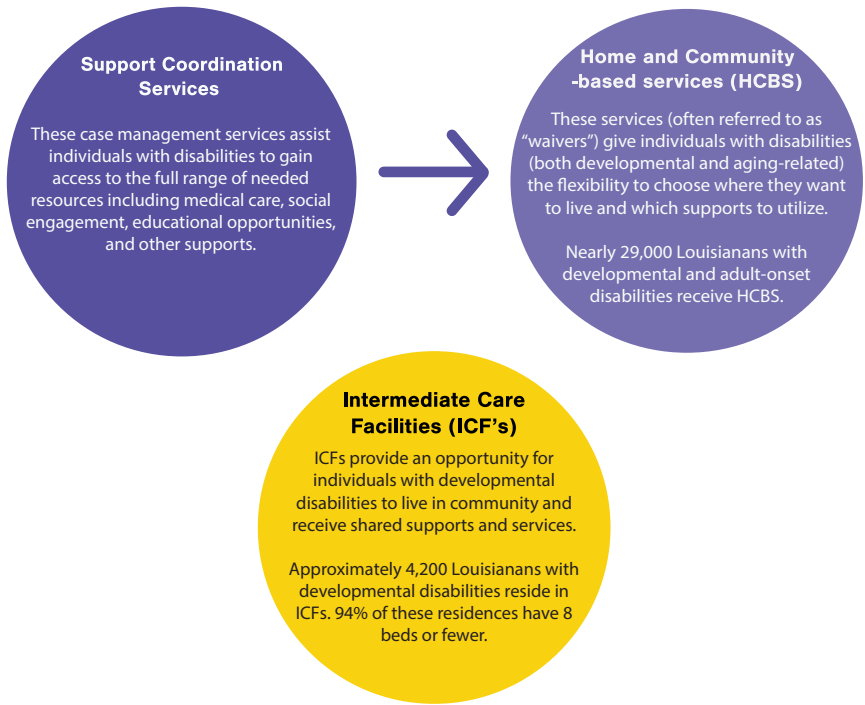 Support Coordination
Services
These case management services assist
individuals with disabilities to gain
access to the full range of needed
resources including medical care, social
engagement, educational opportunities,
and other supports.
Home and Community
-based services (HCBS)
These services (often referred to as
“waivers”) give individuals with disabilities
(both developmental and aging-related)
the flexibility to choose where they want
to live and which supports to utilize.
Nearly 29,000 Louisianans with
developmental and adult-onset
disabilities receive HCBS.
Intermediate Care
Facilities (ICF’s)
ICFs provide an opportunity for
individuals with developmental
disabilities to live in community and
receive shared supports and services.
Approximately 4,200 Louisianans with
developmental disabilities reside in
ICFs. 94% of these residences have 8
beds or fewer.